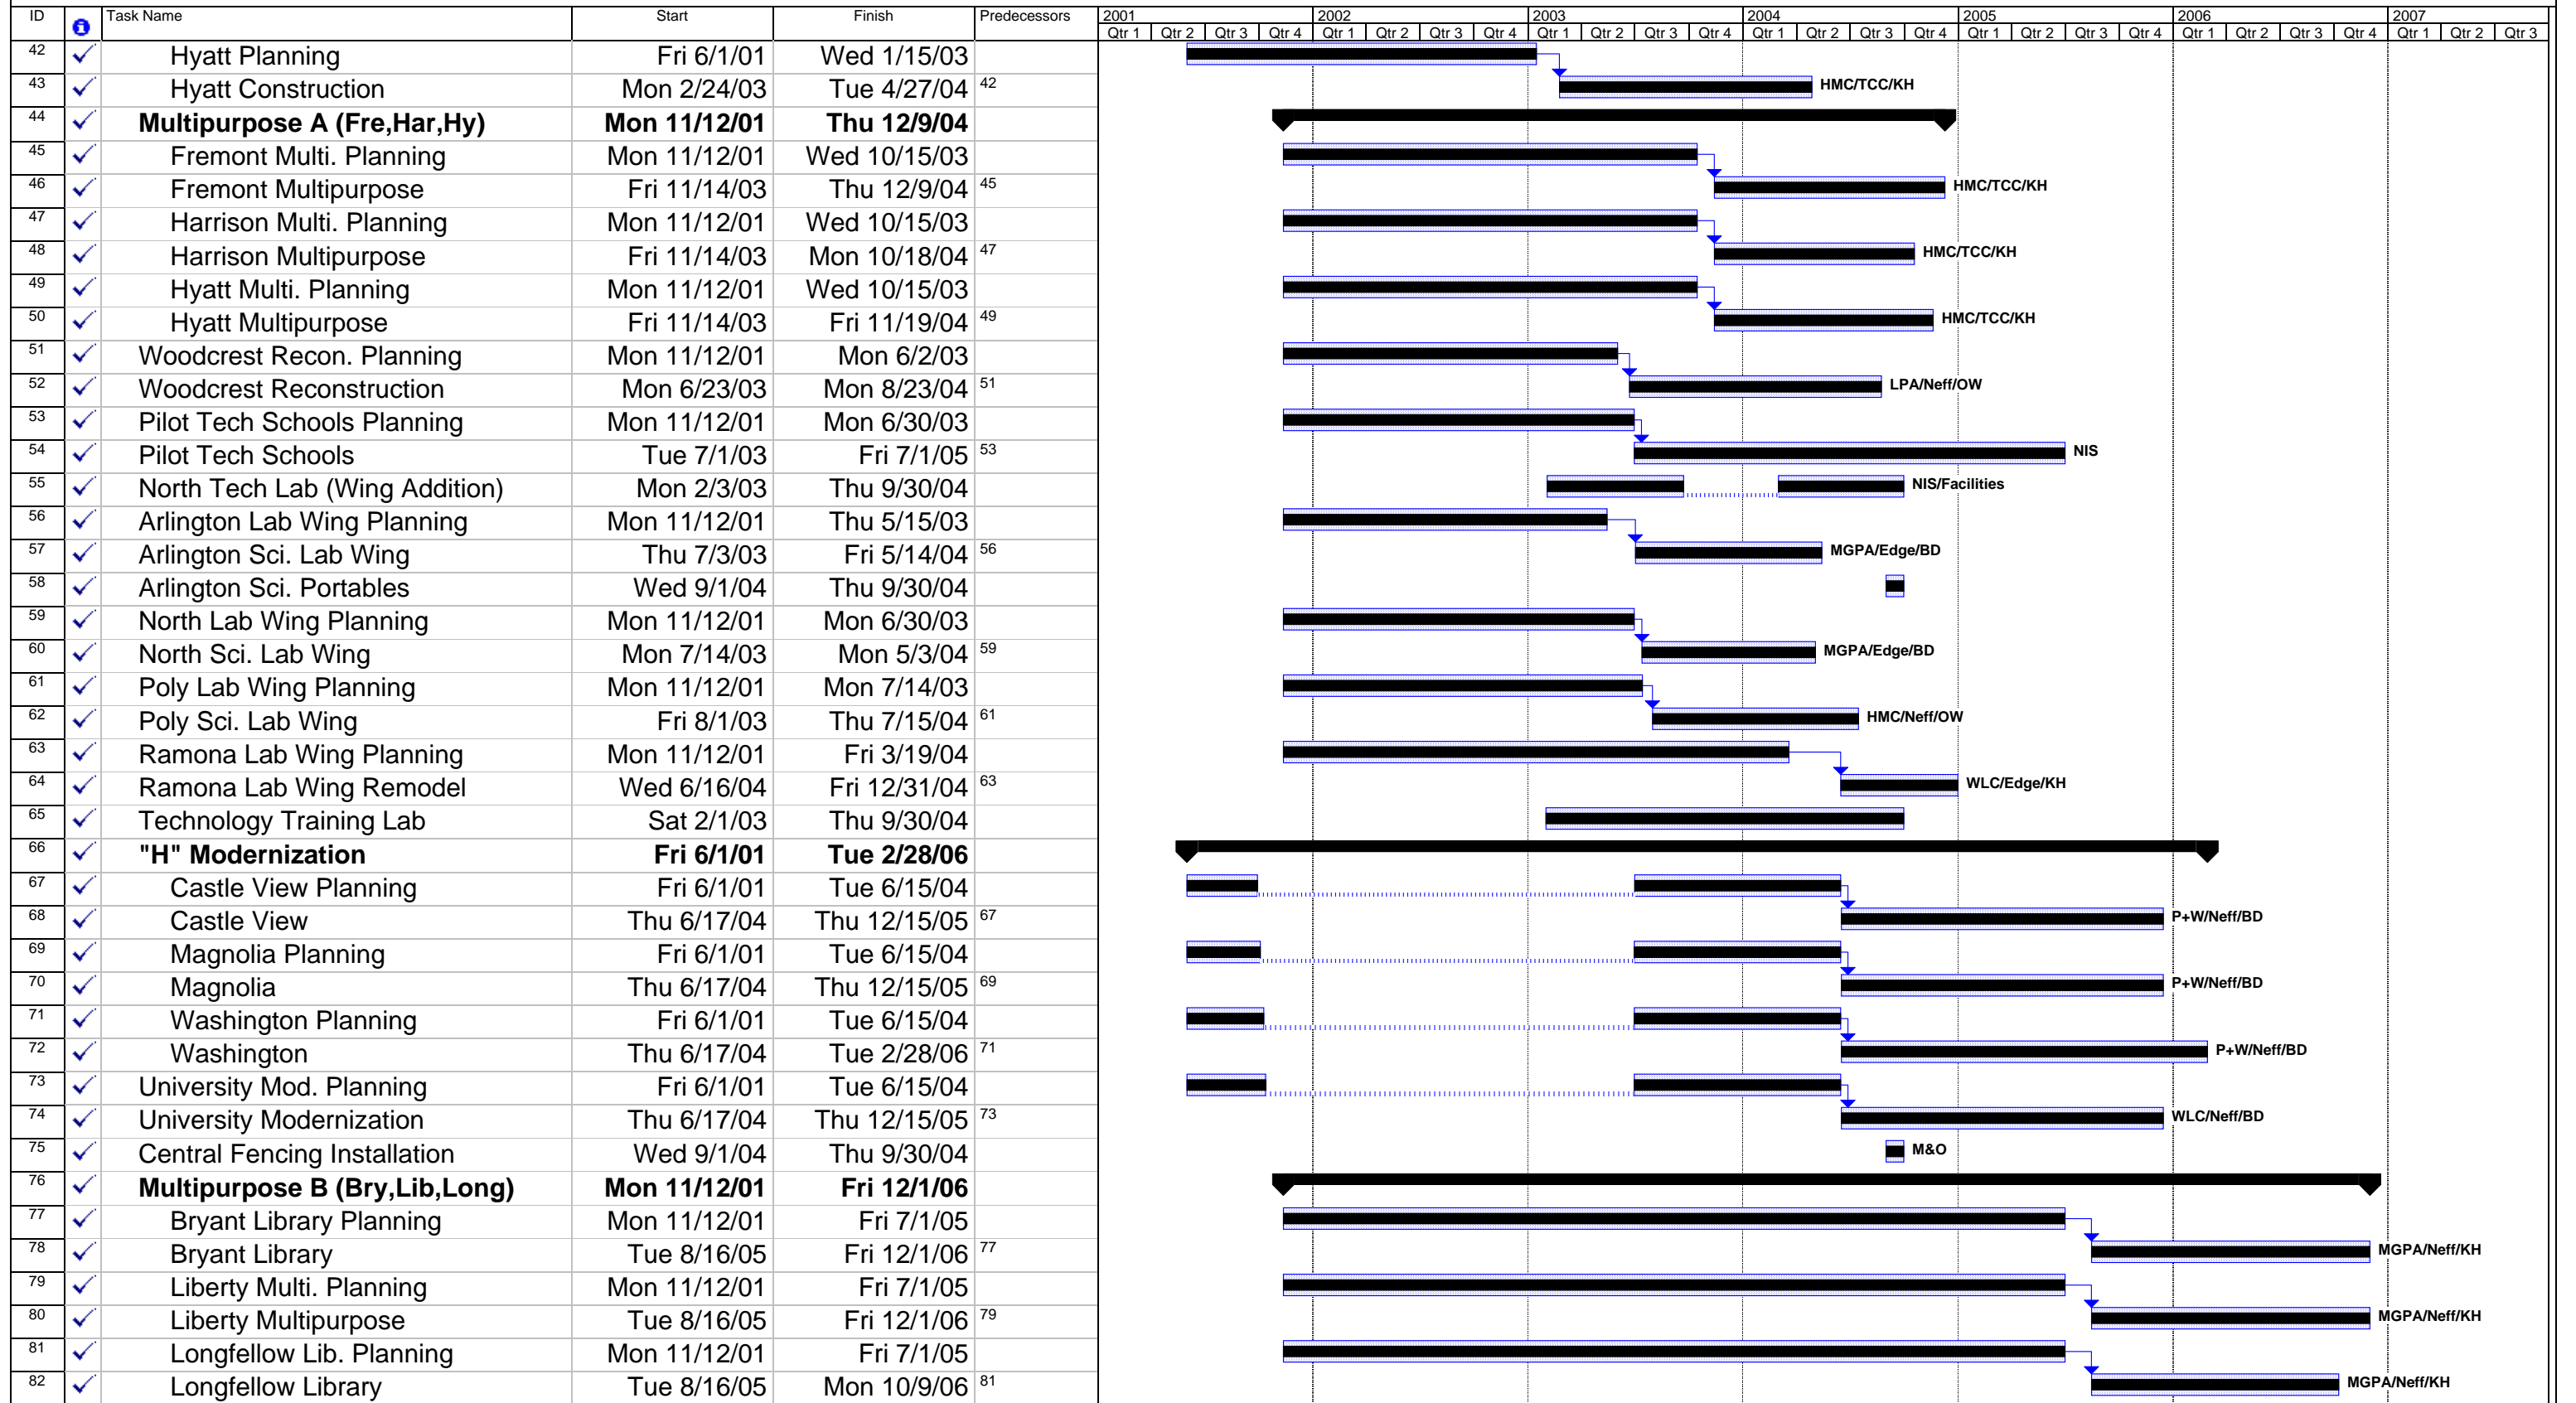 ID Task Name Start Finish Predecessors 2001 2002 2003 2004 2005 2006 2007
Qtr 1 Qtr 2 Qtr 3 Qtr 4 Qtr 1 Qtr 2 Qtr 3 Qtr 4 Qtr 1 Qtr 2 Qtr 3 Qtr 4 Qtr 1 Qtr 2 Qtr 3 Qtr 4 Qtr 1 Qtr 2 Qtr 3 Qtr 4 Qtr 1 Qtr 2 Qtr 3 Qtr 4 Qtr 1 Qtr 2 Qtr 3
42 Hyatt Planning Fri 6/1/01 Wed 1/15/03
43 Hyatt Construction Mon 2/24/03 Tue 4/27/04 42 HMC/TCC/KH
44 Multipurpose A (Fre,Har,Hy) Mon 11/12/01 Thu 12/9/04
45 Fremont Multi. Planning Mon 11/12/01 Wed 10/15/03
46 Fremont Multipurpose Fri 11/14/03 Thu 12/9/04 45 HMC/TCC/KH
47 Harrison Multi. Planning Mon 11/12/01 Wed 10/15/03
48 Harrison Multipurpose Fri 11/14/03 Mon 10/18/04 47 HMC/TCC/KH
49 Hyatt Multi. Planning Mon 11/12/01 Wed 10/15/03
50 Hyatt Multipurpose Fri 11/14/03 Fri 11/19/04 49 HMC/TCC/KH
51 Woodcrest Recon. Planning Mon 11/12/01 Mon 6/2/03
52 Woodcrest Reconstruction Mon 6/23/03 Mon 8/23/04 51 LPA/Neff/OW
53 Pilot Tech Schools Planning Mon 11/12/01 Mon 6/30/03
54 Pilot Tech Schools Tue 7/1/03 Fri 7/1/05 53 NIS
55 North Tech Lab (Wing Addition) Mon 2/3/03 Thu 9/30/04 NIS/Facilities
56 Arlington Lab Wing Planning Mon 11/12/01 Thu 5/15/03
57 Arlington Sci. Lab Wing Thu 7/3/03 Fri 5/14/04 56 MGPA/Edge/BD
58 Arlington Sci. Portables Wed 9/1/04 Thu 9/30/04
59 North Lab Wing Planning Mon 11/12/01 Mon 6/30/03
60 North Sci. Lab Wing Mon 7/14/03 Mon 5/3/04 59 MGPA/Edge/BD
61 Poly Lab Wing Planning Mon 11/12/01 Mon 7/14/03
62 Poly Sci. Lab Wing Fri 8/1/03 Thu 7/15/04 61 HMC/Neff/OW
63 Ramona Lab Wing Planning Mon 11/12/01 Fri 3/19/04
64 Ramona Lab Wing Remodel Wed 6/16/04 Fri 12/31/04 63 WLC/Edge/KH
65 Technology Training Lab Sat 2/1/03 Thu 9/30/04
66 "H" Modernization Fri 6/1/01 Tue 2/28/06
67 Castle View Planning Fri 6/1/01 Tue 6/15/04
68 Castle View Thu 6/17/04 Thu 12/15/05 67 P+W/Neff/BD
69 Magnolia Planning Fri 6/1/01 Tue 6/15/04
70 Magnolia Thu 6/17/04 Thu 12/15/05 69 P+W/Neff/BD
71 Washington Planning Fri 6/1/01 Tue 6/15/04
72 Washington Thu 6/17/04 Tue 2/28/06 71 P+W/Neff/BD
73 University Mod. Planning Fri 6/1/01 Tue 6/15/04
74 University Modernization Thu 6/17/04 Thu 12/15/05 73 WLC/Neff/BD
75 Central Fencing Installation Wed 9/1/04 Thu 9/30/04 M&O
76 Multipurpose B (Bry,Lib,Long) Mon 11/12/01 Fri 12/1/06
77 Bryant Library Planning Mon 11/12/01 Fri 7/1/05
78 Bryant Library Tue 8/16/05 Fri 12/1/06 77 MGPA/Neff/KH
79 Liberty Multi. Planning Mon 11/12/01 Fri 7/1/05
80 Liberty Multipurpose Tue 8/16/05 Fri 12/1/06 79 MGPA/Neff/KH
81 Longfellow Lib. Planning Mon 11/12/01 Fri 7/1/05
82 Longfellow Library Tue 8/16/05 Mon 10/9/06 81 MGPA/Neff/KH